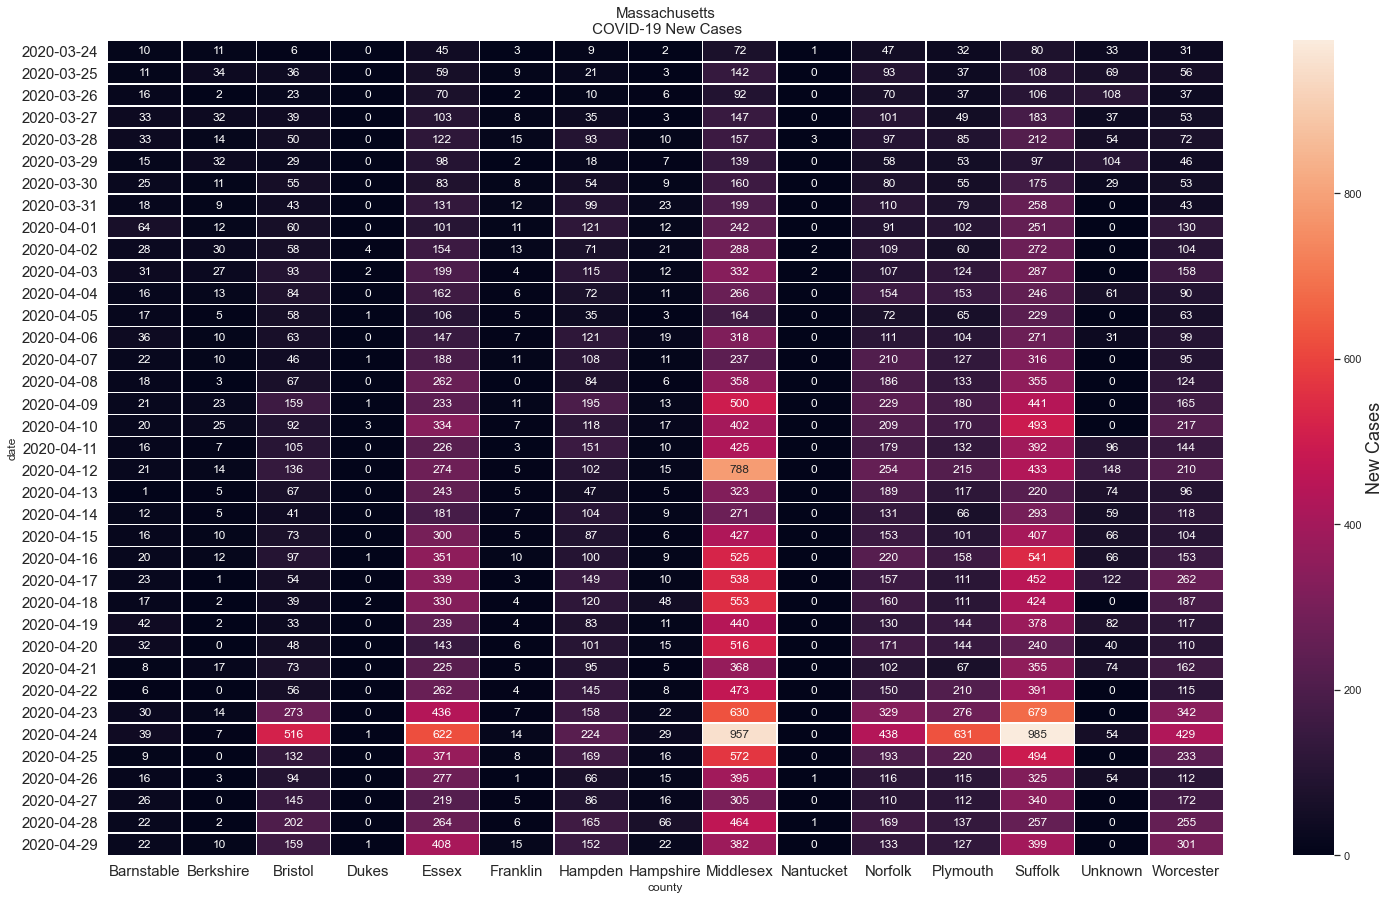 Massachusetts
COVID-19 New Cases
2020-03-24 10 11 6 0 45 3 9 2 72 1 47 32 80 33 31
2020-03-25 11 34 36 0 59 9 21 3 142 0 93 37 108 69 56
2020-03-26 16 2 23 0 70 2 10 6 92 0 70 37 106 108 37
2020-03-27 33 32 39 0 103 8 35 3 147 0 101 49 183 37 53
2020-03-28 33 14 50 0 122 15 93 10 157 3 97 85 212 54 72
2020-03-29 15 32 29 0 98 2 18 7 139 0 58 53 97 104 46
2020-03-30 25 11 55 0 83 8 54 9 160 0 80 55 175 29 53
2020-03-31 18 9 43 0 131 12 99 23 199 0 110 79 258 0 43
2020-04-01 64 12 60 0 101 11 121 12 242 0 91 102 251 0 130
2020-04-02 28 30 58 4 154 13 71 21 288 2 109 60 272 0 104
2020-04-03 31 27 93 2 199 4 115 12 332 2 107 124 287 0 158
2020-04-04 16 13 84 0 162 6 72 11 266 0 154 153 246 61 90
2020-04-05 17 5 58 1 106 5 35 3 164 0 72 65 229 0 63
2020-04-06 36 10 63 0 147 7 121 19 318 0 111 104 271 31 99
2020-04-07 22 10 46 1 188 11 108 11 237 0 210 127 316 0 95
2020-04-08 18 3 67 0 262 0 84 6 358 0 186 133 355 0 124
2020-04-09 21 23 159 1 233 11 195 13 500 0 229 180 441 0 165
2020-04-10 20 25 92 3 334 7 118 17 402 0 209 170 493 0 217
2020-04-11 16 7 105 0 226 3 151 10 425 0 179 132 392 96 144
2020-04-12 21 14 136 0 274 5 102 15 788 0 254 215 433 148 210
2020-04-13 1 5 67 0 243 5 47 5 323 0 189 117 220 74 96
2020-04-14 12 5 41 0 181 7 104 9 271 0 131 66 293 59 118
2020-04-15 16 10 73 0 300 5 87 6 427 0 153 101 407 66 104
2020-04-16 20 12 97 1 351 10 100 9 525 0 220 158 541 66 153
2020-04-17 23 1 54 0 339 3 149 10 538 0 157 111 452 122 262
2020-04-18 17 2 39 2 330 4 120 48 553 0 160 111 424 0 187
2020-04-19 42 2 33 0 239 4 83 11 440 0 130 144 378 82 117
2020-04-20 32 0 48 0 143 6 101 15 516 0 171 144 240 40 110
2020-04-21 8 17 73 0 225 5 95 5 368 0 102 67 355 74 162
2020-04-22 6 0 56 0 262 4 145 8 473 0 150 210 391 0 115
2020-04-23 30 14 273 0 436 7 158 22 630 0 329 276 679 0 342
2020-04-24 39 7 516 1 622 14 224 29 957 0 438 631 985 54 429
2020-04-25 9 0 132 0 371 8 169 16 572 0 193 220 494 0 233
2020-04-26 16 3 94 0 277 1 66 15 395 1 116 115 325 54 112
2020-04-27 26 0 145 0 219 5 86 16 305 0 110 112 340 0 172
2020-04-28 22 2 202 0 264 6 165 66 464 1 169 137 257 0 255
2020-04-29 22 10 159 1 408 15 152 22 382 0 133 127 399 0 301
Barnstable Berkshire Bristol Dukes Essex Franklin Hampden Hampshire Middlesex Nantucket Norfolk Plymouth Suffolk Unknown Worcester
county
date
800
600
400
200
0
New Cases